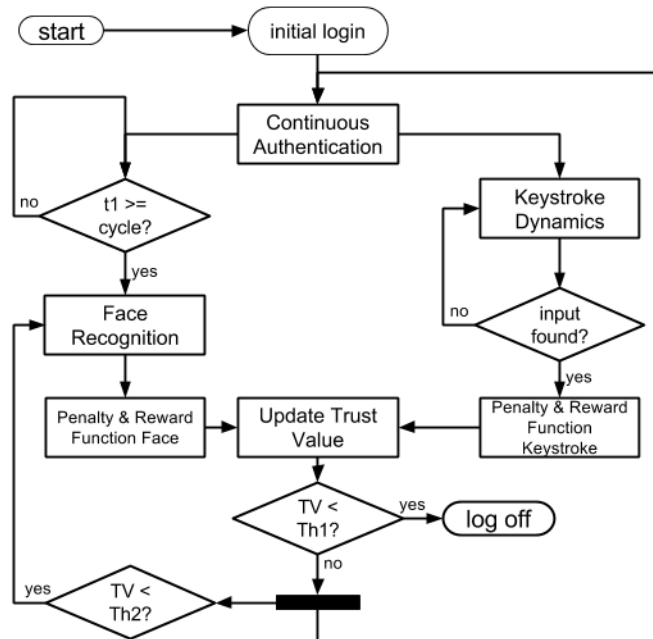 start
initial login
Continuous
Authentication
no
t1 >=
cycle?
yes
Keystroke
Dynamics
no
input
found?
yes
Face
Recognition
Penalty & Reward
Function Face
Update Trust
Value
Penalty & Reward
Function
Keystroke
TV <
Th1?
yes
log off
no
yes
TV <
Th2?